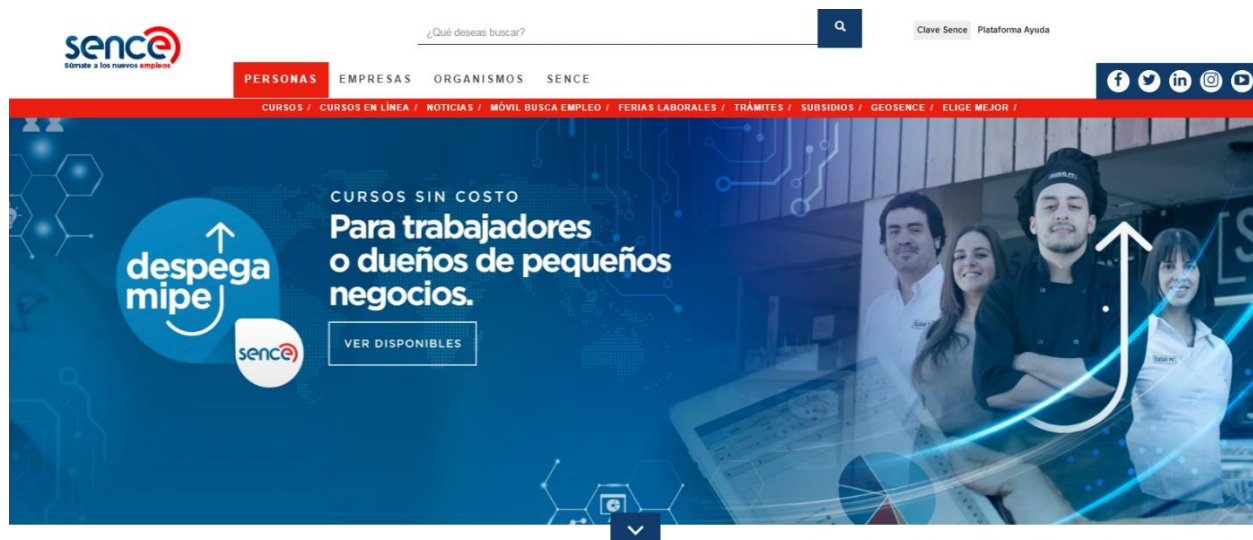 sence
Súmate a los nuevos empleos
¿Qué deseas buscar?
Clave Sence Plataforma Ayuda
PERSONAS EMPRESAS ORGANISMOS SENCE
CURSOS / CURSOS EN LÍNEA / NOTICIAS / MÓVIL BUSCA EMPLEO / FERIAS LABORALES / TRÁMITES / SUBSIDIOS / GEOSENCE / ELIGE MEJOR /
despega
mipe
sence
CURSOS SIN COSTO
Para trabajadores
o dueños de pequeños
negocios.
VER DISPONIBLES